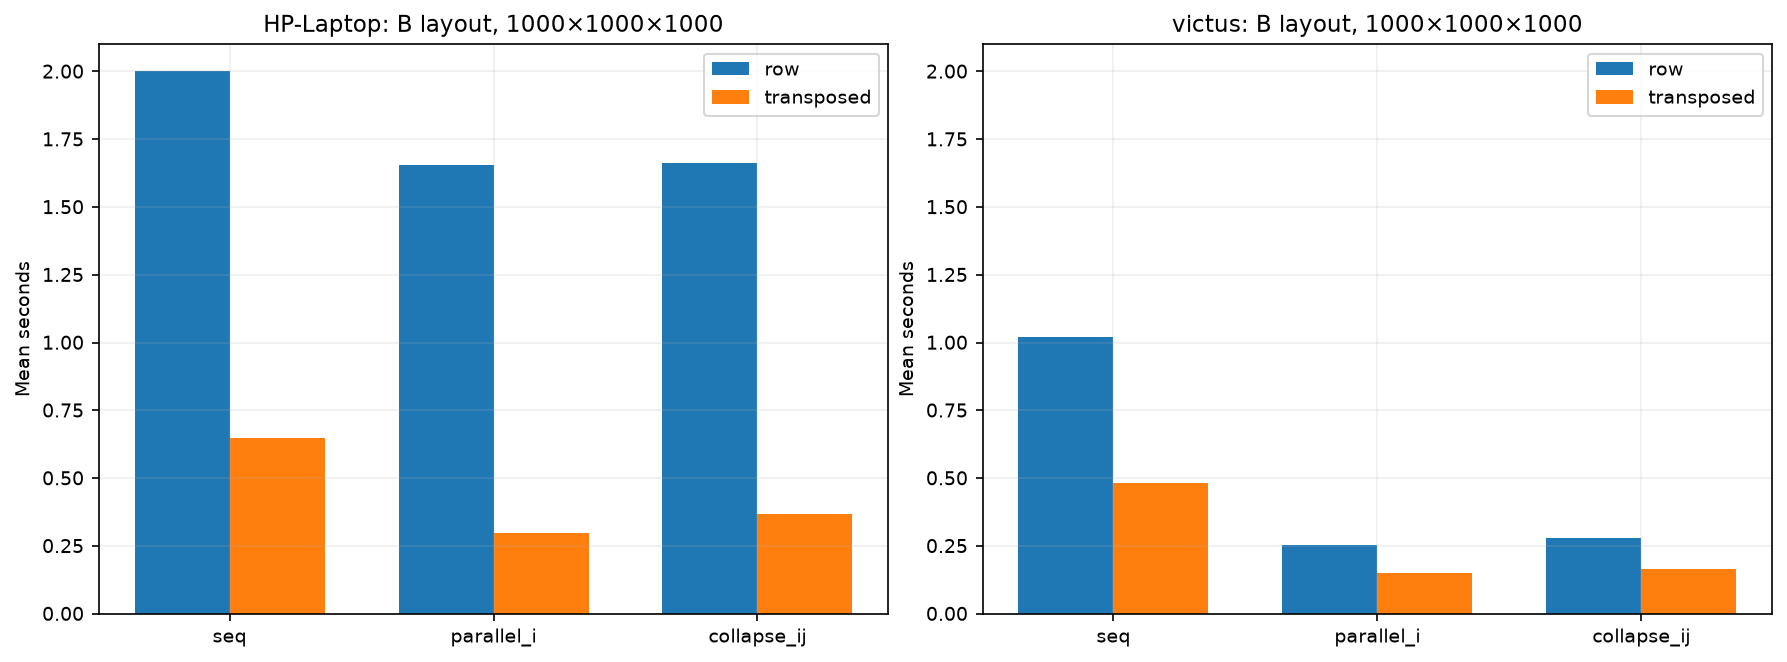 HP-Laptop: B layout, 1000×1000×1000
Mean seconds
2.00
1.75
1.50
1.25
1.00
0.75
0.50
0.25
0.00
row
transposed
seq
parallel_i
collapse_ij
victus: B layout, 1000×1000×1000
Mean seconds
2.00
1.75
1.50
1.25
1.00
0.75
0.50
0.25
0.00
row
transposed
seq
parallel_i
collapse_ij